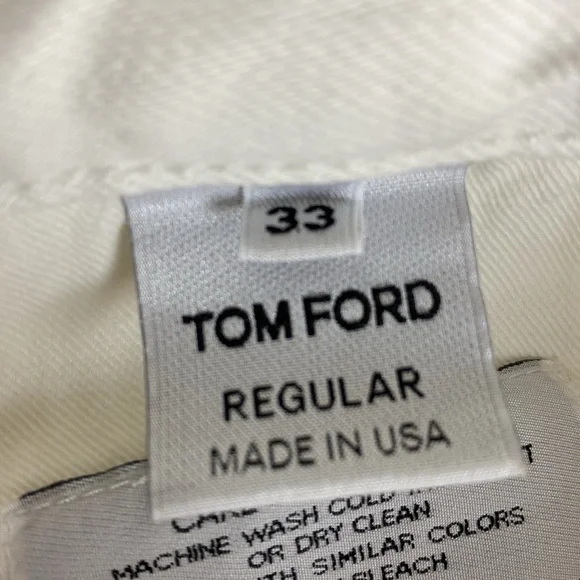 33
TOM FORD
REGULAR
MADE IN USA
T
MACHINE WASH COLD
OR DRY CLEAN
SIMILAR COLORS